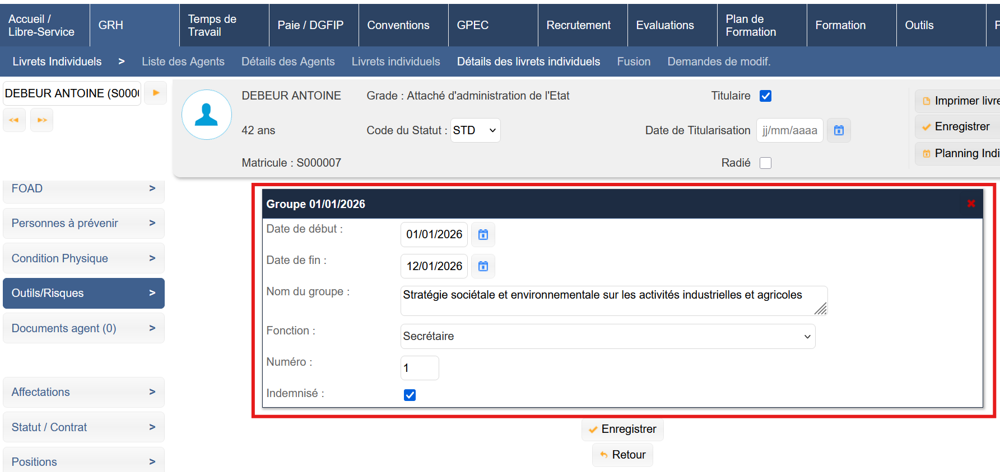 Accueil / Libre-Service
GRH
Temps de Travail
Paie / DGFIP
Conventions
GPEC
Recrutement
Evaluations
Plan de Formation
Formation
Outils
Livrets Individuels > Liste des Agents Détails des Agents Livrets individuels Détails des livrets individuels Fusion Demandes de modif.
DEBEUR ANTOINE (S000
DEBEUR ANTOINE
Grade : Attaché d'administration de l'Etat
Titulaire
Imprimer livre
42 ans
Code du Statut : STD
Date de Titularisation jj/mm/aaaa
Enregistrer
Matricule : S000007
Radié
Planning Indi
FOAD >
Personnes à prévenir >
Condition Physique >
Outils/Risques >
Documents agent (0) >
Affectations >
Statut / Contrat >
Positions >
Groupe 01/01/2026
Date de début : 01/01/2026
Date de fin : 12/01/2026
Nom du groupe : Stratégie sociétale et environnementale sur les activités industrielles et agricoles
Fonction : Secrétaire
Numéro : 1
Indemnisé :
Enregistrer
Retour